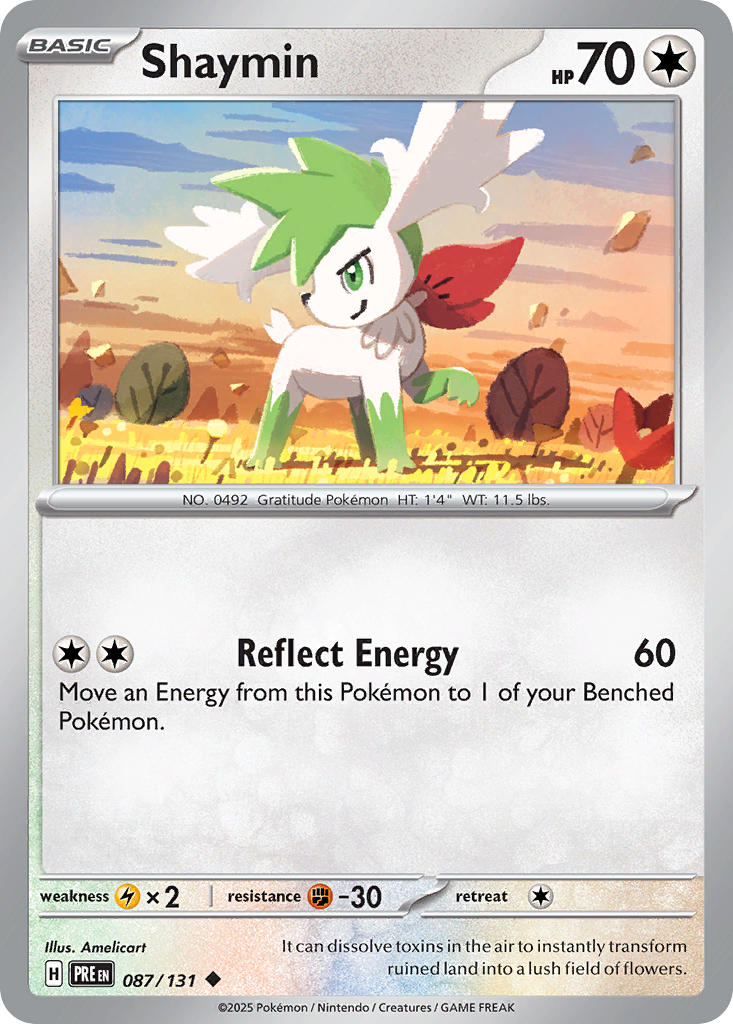 BASIC Shaymin HP 70
NO. 0492 Gratitude Pokémon HT: 1'4" WT: 11.5 lbs.
Reflect Energy 60
Move an Energy from this Pokémon to 1 of your Benched
Pokémon.
weakness ×2 resistance -30 retreat
Illus. Amelicart
It can dissolve toxins in the air to instantly transform
ruined land into a lush field of flowers.
H PRE EN 087/131
©2025 Pokémon / Nintendo / Creatures / GAME FREAK